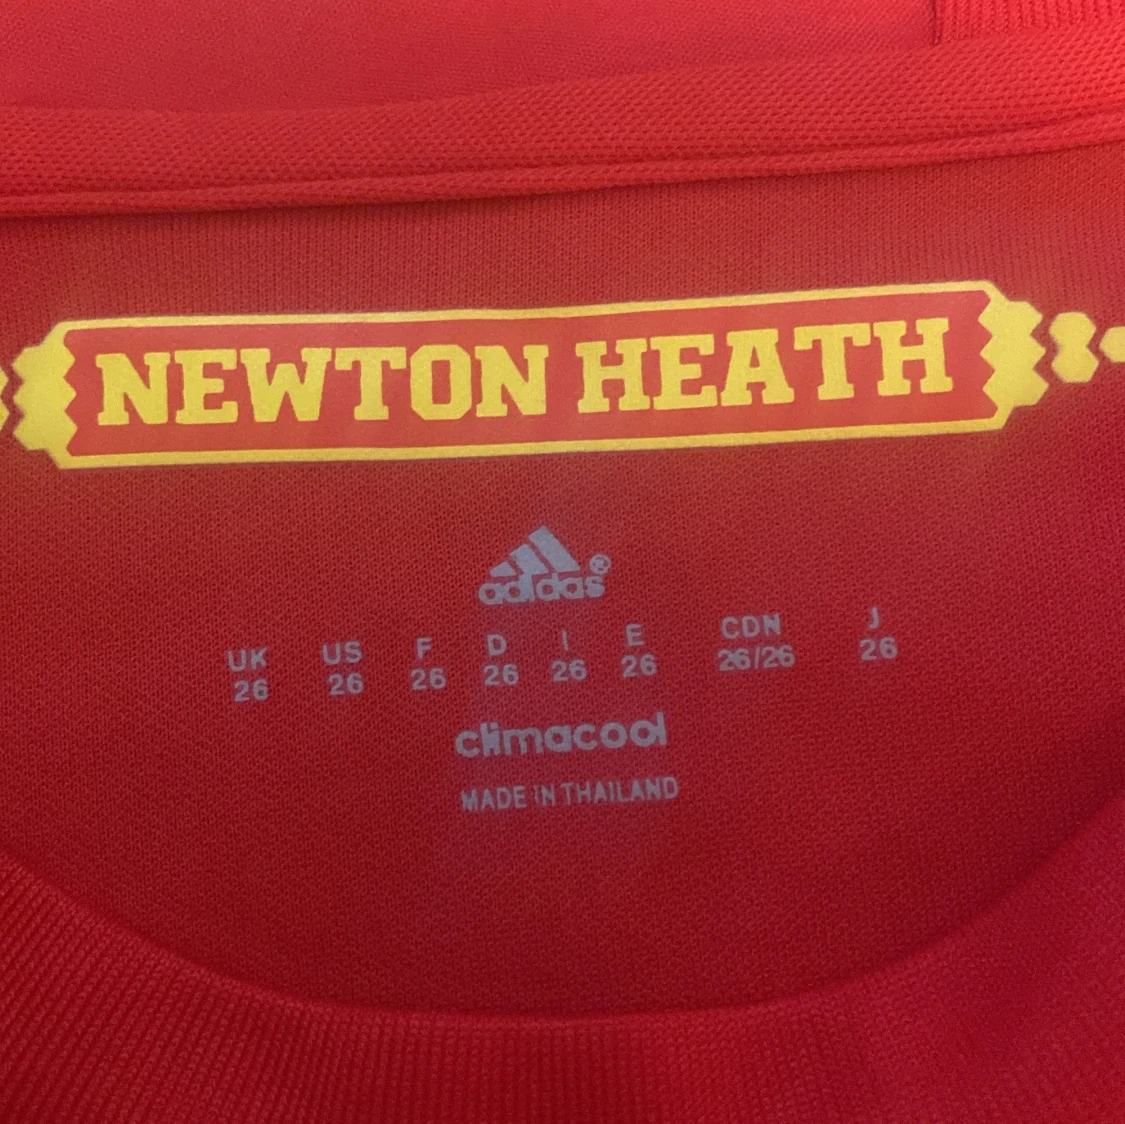 NEWTON HEATH
adidas®
UK US F D I E CDN J
26 26 26 26 26 26 26/26 26
climacool
MADE IN THAILAND